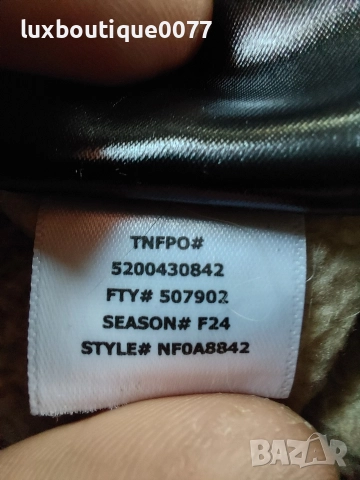 luxboutique0077
TNFPO#
5200430842
FTY# 507902
SEASON# F24
STYLE# NF0A8842
BAZAR